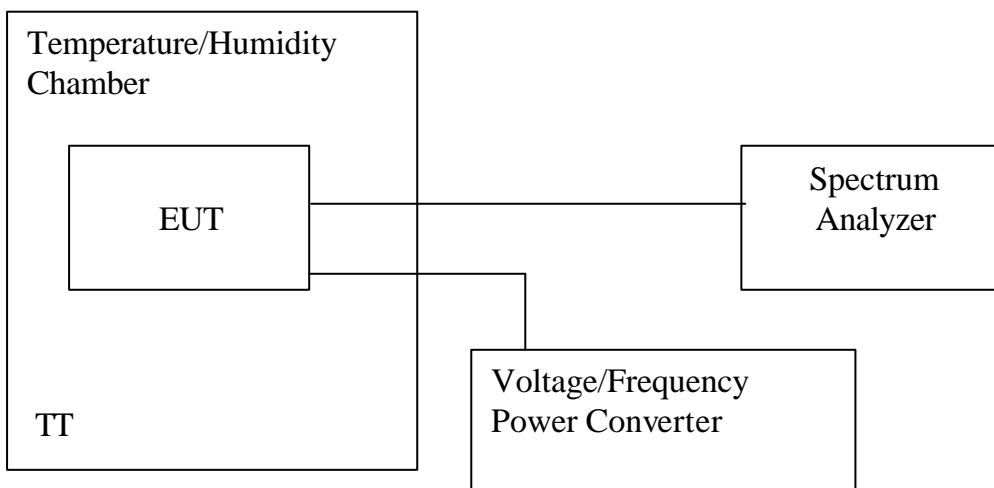 Temperature/Humidity
Chamber
EUT
Spectrum
Analyzer
Voltage/Frequency
Power Converter
TT